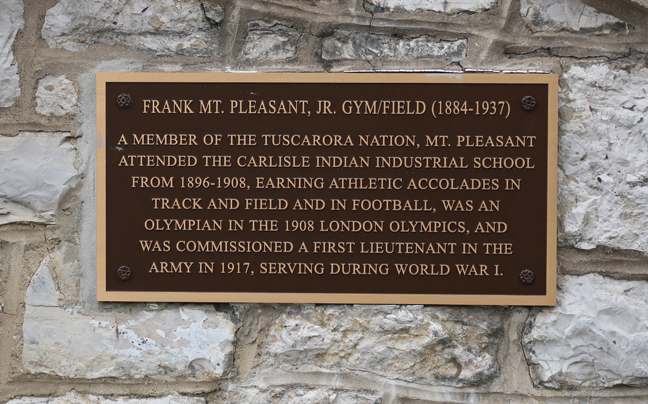 FRANK MT. PLEASANT, JR. GYM/FIELD (1884-1937)
A MEMBER OF THE TUSCARORA NATION, MT. PLEASANT
ATTENDED THE CARLISLE INDIAN INDUSTRIAL SCHOOL
FROM 1896-1908, EARNING ATHLETIC ACCOLADES IN
TRACK AND FIELD AND IN FOOTBALL, WAS AN
OLYMPIAN IN THE 1908 LONDON OLYMPICS, AND
WAS COMMISSIONED A FIRST LIEUTENANT IN THE
ARMY IN 1917, SERVING DURING WORLD WAR I.